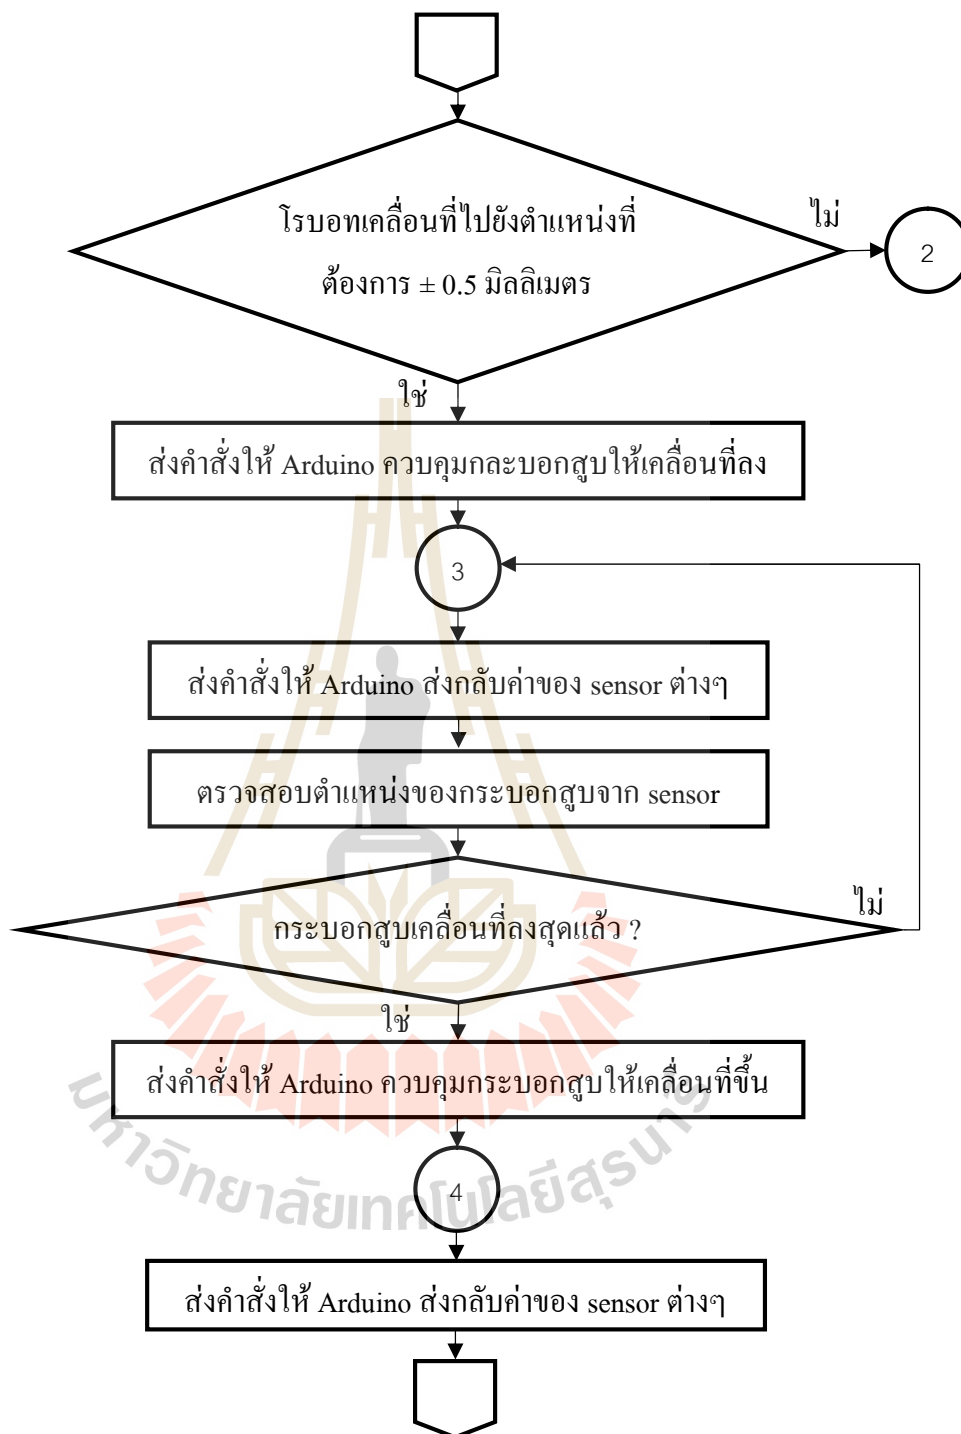 โรบอทเคลื่อนที่ไปยังตำแหน่งที่
ต้องการ ± 0.5 มิลลิเมตร
ไม่
2
ใช่
ส่งคำสั่งให้ Arduino ควบคุมกละบอกสูบให้เคลื่อนที่ลง
3
ส่งคำสั่งให้ Arduino ส่งกลับค่าของ sensor ต่างๆ
ตรวจสอบตำแหน่งของกระบอกสูบจาก sensor
กระบอกสูบเคลื่อนที่ลงสุดแล้ว ?
ไม่
ใช่
ส่งคำสั่งให้ Arduino ควบคุมกระบอกสูบให้เคลื่อนที่ขึ้น
4
มหาวิทยาลัยเทคโนโลยีสุรนารี
ส่งคำสั่งให้ Arduino ส่งกลับค่าของ sensor ต่างๆ